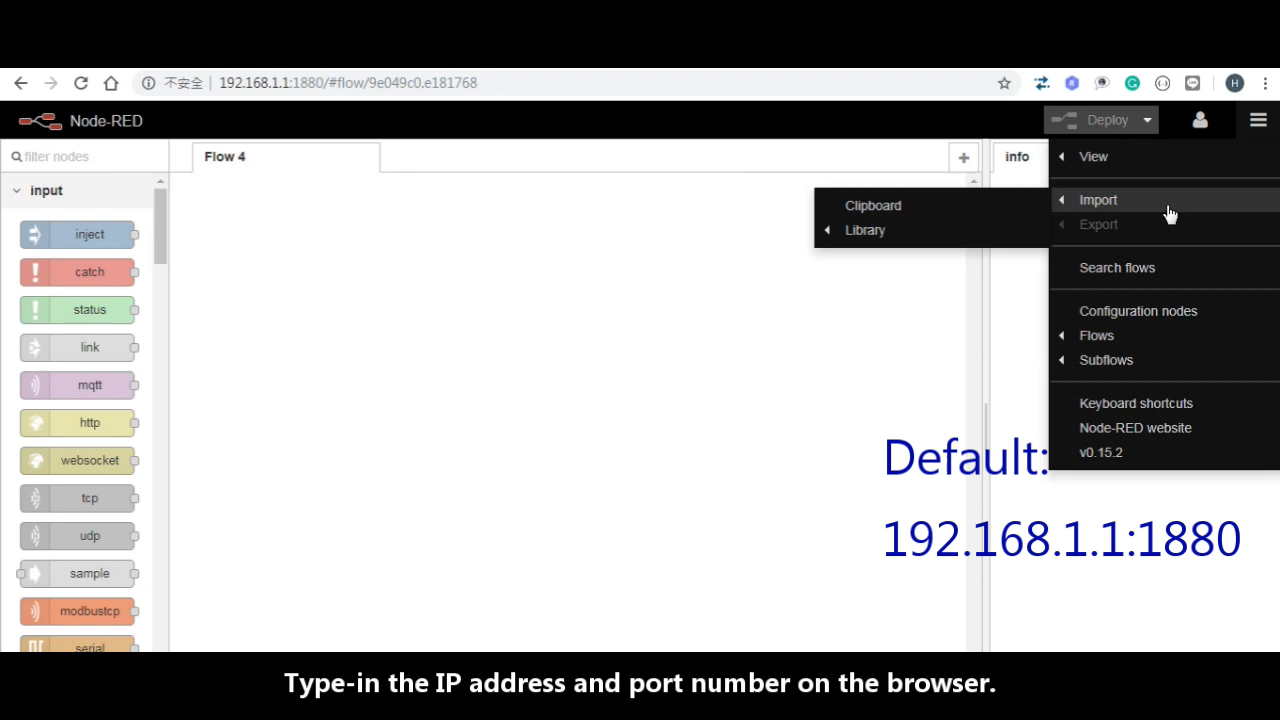 不安全 192.168.1.1:1880/#flow/9e049c0.e181768
H
Node-RED
Deploy
filter nodes
Flow 4
+
info
View
input
Import
Clipboard
Export
Library
inject
Search flows
catch
status
Configuration nodes
link
Flows
Subflows
mqtt
Keyboard shortcuts
http
Node-RED website
v0.15.2
websocket
Default:
tcp
udp
192.168.1.1:1880
sample
modbustcp
serial
Type-in the IP address and port number on the browser.